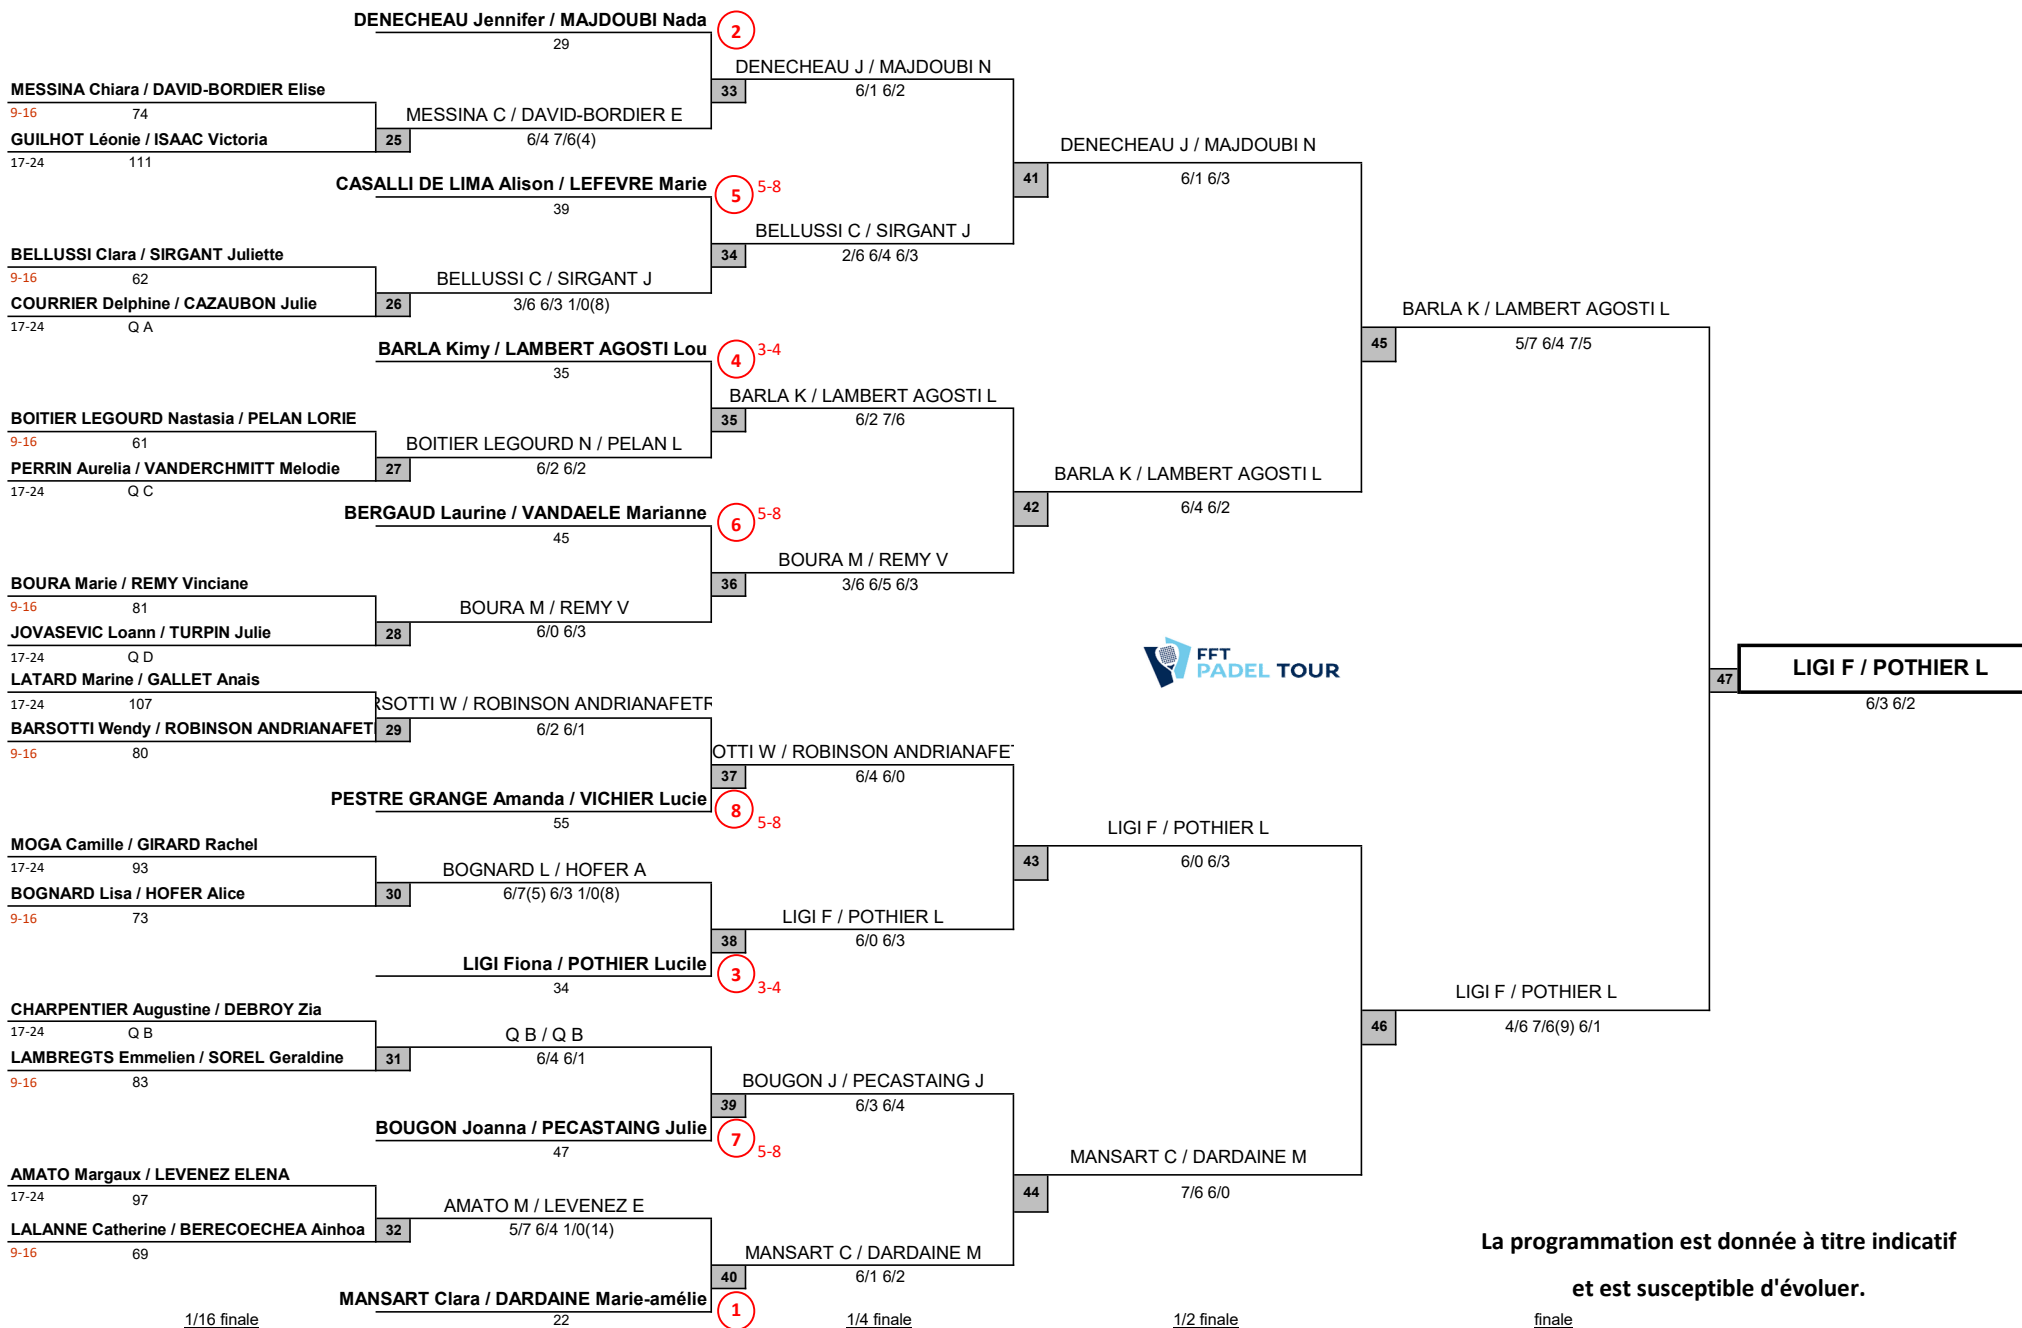 DENECHEAU Jennifer / MAJDOUBI Nada
2
29
DENECHEAU J / MAJDOUBI N
MESSINA Chiara / DAVID-BORDIER Elise
33
6/1 6/2
9-16 74
MESSINA C / DAVID-BORDIER E
GUILHOT Léonie / ISAAC Victoria
25
6/4 7/6(4)
17-24 111
DENECHEAU J / MAJDOUBI N
CASALLI DE LIMA Alison / LEFEVRE Marie
5
5-8
41
6/1 6/3
39
BELLUSSI C / SIRGANT J
BELLUSSI Clara / SIRGANT Juliette
34
2/6 6/4 6/3
9-16 62
BELLUSSI C / SIRGANT J
COURRIER Delphine / CAZAUBON Julie
26
3/6 6/3 1/0(8)
17-24 Q A
BARLA K / LAMBERT AGOSTI L
BARLA Kimy / LAMBERT AGOSTI Lou
4
3-4
45
5/7 6/4 7/5
35
BARLA K / LAMBERT AGOSTI L
BOITIER LEGOURD Nastasia / PELAN LORIE
35
6/2 7/6
9-16 61
BOITIER LEGOURD N / PELAN L
PERRIN Aurelia / VANDERCHMITT Melodie
27
6/2 6/2
17-24 Q C
BARLA K / LAMBERT AGOSTI L
BERGAUD Laurine / VANDAELE Marianne
6
5-8
42
6/4 6/2
45
BOURA M / REMY V
BOURA Marie / REMY Vinciane
36
3/6 6/5 6/3
9-16 81
BOURA M / REMY V
JOVASEVIC Loann / TURPIN Julie
28
6/0 6/3
17-24 Q D
FFT
PADEL TOUR
LIGI F / POTHIER L
47
6/3 6/2
LATARD Marine / GALLET Anais
17-24 107
RSOTTI W / ROBINSON ANDRIANAFETR
BARSOTTI Wendy / ROBINSON ANDRIANAFETI
29
6/2 6/1
9-16 80
OTTI W / ROBINSON ANDRIANAFET
37
6/4 6/0
PESTRE GRANGE Amanda / VICHIER Lucie
8
5-8
55
LIGI F / POTHIER L
MOGA Camille / GIRARD Rachel
43
6/0 6/3
17-24 93
BOGNARD L / HOFER A
BOGNARD Lisa / HOFER Alice
30
6/7(5) 6/3 1/0(8)
9-16 73
LIGI F / POTHIER L
38
6/0 6/3
LIGI Fiona / POTHIER Lucile
3
3-4
34
LIGI F / POTHIER L
CHARPENTIER Augustine / DEBROY Zia
46
4/6 7/6(9) 6/1
17-24 Q B
Q B / Q B
LAMBREGTS Emmelien / SOREL Geraldine
31
6/4 6/1
9-16 83
BOUGON J / PECASTAING J
39
6/3 6/4
BOUGON Joanna / PECASTAING Julie
7
5-8
47
MANSART C / DARDAINE M
AMATO Margaux / LEVENEZ ELENA
44
7/6 6/0
17-24 97
AMATO M / LEVENEZ E
LALANNE Catherine / BERECOECHEA Ainhoa
32
5/7 6/4 1/0(14)
9-16 69
MANSART C / DARDAINE M
40
6/1 6/2
MANSART Clara / DARDAINE Marie-amélie
1
22
La programmation est donnée à titre indicatif
et est susceptible d'évoluer.
1/16 finale
1/4 finale
1/2 finale
finale